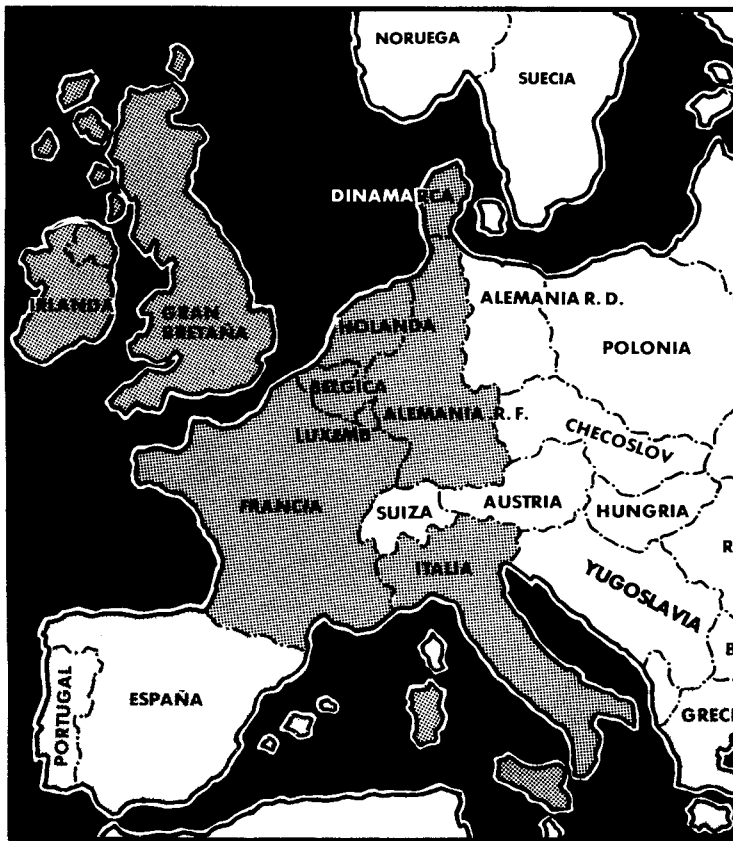 NORUEGA
SUECIA
DINAMARCA
IRLANDA
GRAN
BRETAÑA
HOLANDA
ALEMANIA R. D.
POLONIA
BELGICA
ALEMANIA R. F.
LUXEMB
CHECOSLOV
FRANCIA
SUIZA
AUSTRIA
HUNGRIA
R
ITALIA
YUGOSLAVIA
B
PORTUGAL
ESPAÑA
GRECI